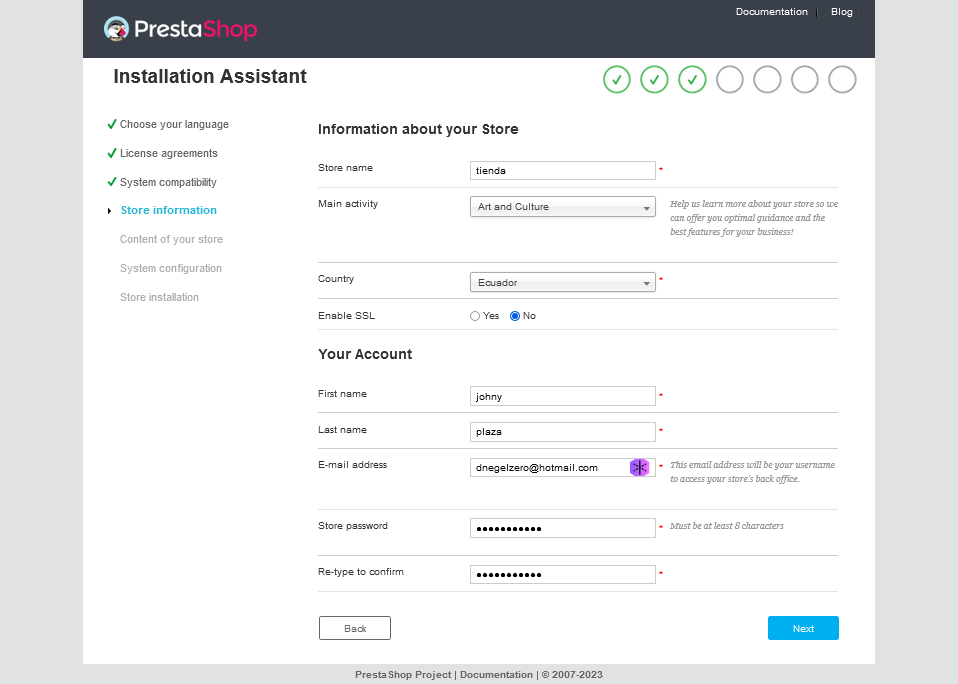 Documentation | Blog
PrestaShop
Installation Assistant
Choose your language
License agreements
System compatibility
Store information
Content of your store
System configuration
Store installation
Information about your Store
Store name
tienda
*
Main activity
Art and Culture
Help us learn more about your store so we
can offer you optimal guidance and the
best features for your business!
Country
Ecuador
*
Enable SSL
Yes No
Your Account
First name
johny
*
Last name
plaza
*
E-mail address
dnegelzero@hotmail.com
*
This email address will be your username
to access your store's back office.
Store password
•••••••••••
*
Must be at least 8 characters
Re-type to confirm
•••••••••••
*
Back
Next
PrestaShop Project | Documentation | © 2007-2023